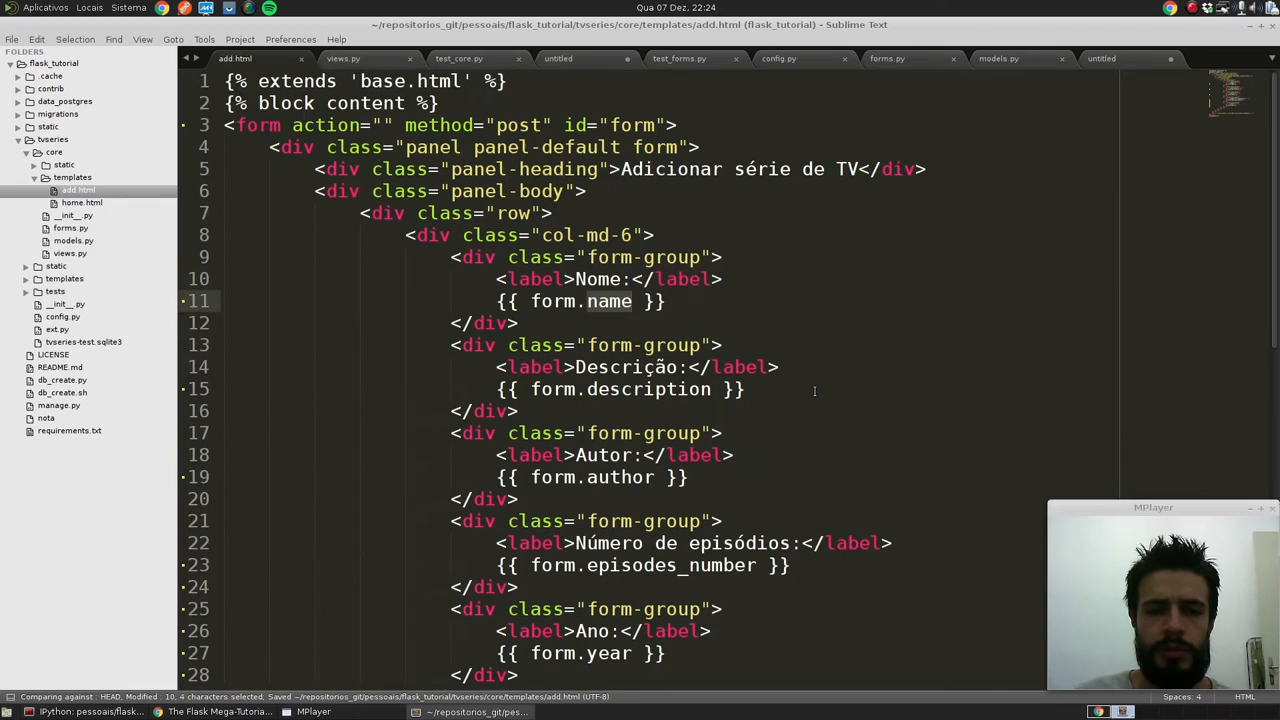 Aplicativos Locais Sistema
Qua 07 Dez, 22:24
~/repositorios_git/pessoais/flask_tutorial/tvseries/core/templates/add.html (flask_tutorial) - Sublime Text
File Edit Selection Find View Goto Tools Project Preferences Help
FOLDERS
flask_tutorial
.cache
contrib
data_postgres
migrations
static
tvseries
core
static
templates
add.html
home.html
__init__.py
forms.py
models.py
views.py
static
templates
tests
__init__.py
config.py
ext.py
tvseries-test.sqlite3
LICENSE
README.md
db_create.py
db_create.sh
manage.py
nota
requirements.txt
add.html views.py test_core.py untitled test_forms.py config.py forms.py models.py untitled
1 {% extends 'base.html' %}
2 {% block content %}
3 <form action="" method="post" id="form">
4 <div class="panel panel-default form">
5 <div class="panel-heading">Adicionar série de TV</div>
6 <div class="panel-body">
7 <div class="row">
8 <div class="col-md-6">
9 <div class="form-group">
10 <label>Nome:</label>
11 {{ form.name }}
12 </div>
13 <div class="form-group">
14 <label>Descrição:</label>
15 {{ form.description }}
16 </div>
17 <div class="form-group">
18 <label>Autor:</label>
19 {{ form.author }}
20 </div>
21 <div class="form-group">
22 <label>Número de episódios:</label>
23 {{ form.episodes_number }}
24 </div>
25 <div class="form-group">
26 <label>Ano:</label>
27 {{ form.year }}
28 </div>
MPlayer
Comparing against : HEAD, Modified : 10, 4 characters selected; Saved ~/repositorios_git/pessoais/flask_tutorial/tvseries/core/templates/add.html (UTF-8)
Spaces: 4 HTML
IPython: pessoais/flask... The Flask Mega-Tutoria... MPlayer ~/repositorios_git/pes...